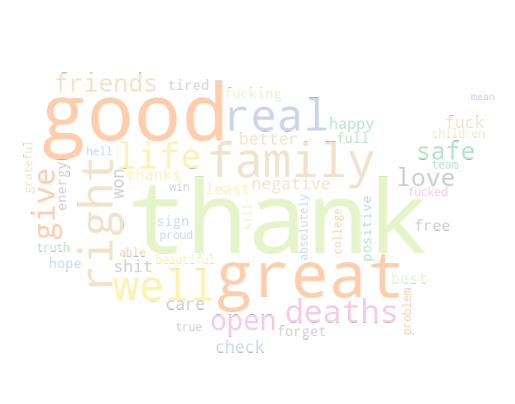 mean
friends
tired
fucking
good
real
happy
fuck
children
hell
better
full
safe
team
grateful
energy
right
won
life
thanks
family
negative
love
fucked
give
win
least
thank
kill
absolutely
college
positive
free
truth
sign
proud
hope
able
shit
beautiful
great
best
well
care
deaths
problem
open
true
forget
check